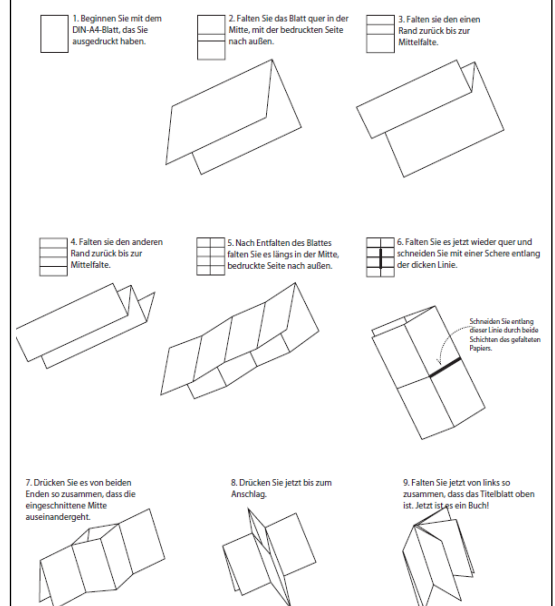 1. Beginnen Sie mit dem
DIN-A4-Blatt, das Sie
ausgedruckt haben.
2. Falten Sie das Blatt quer in der
Mitte, mit der bedruckten Seite
nach außen.
3. Falten sie den einen
Rand zurück bis zur
Mittelfalte.
4. Falten sie den anderen
Rand zurück bis zur
Mittelfalte.
5. Nach Entfalten des Blattes
falten Sie es längs in der Mitte,
bedruckte Seite nach außen.
6. Falten Sie es jetzt wieder quer und
schneiden Sie mit einer Schere entlang
der dicken Linie.
Schneiden Sie entlang
dieser Linie durch beide
Schichten des gefalteten
Papiers.
7. Drücken Sie es von beiden
Enden so zusammen, dass die
eingeschnittene Mitte
auseinandergeht.
8. Drücken Sie jetzt bis zum
Anschlag.
9. Falten Sie jetzt von links so
zusammen, dass das Titelblatt oben
ist. Jetzt ist es ein Buch!